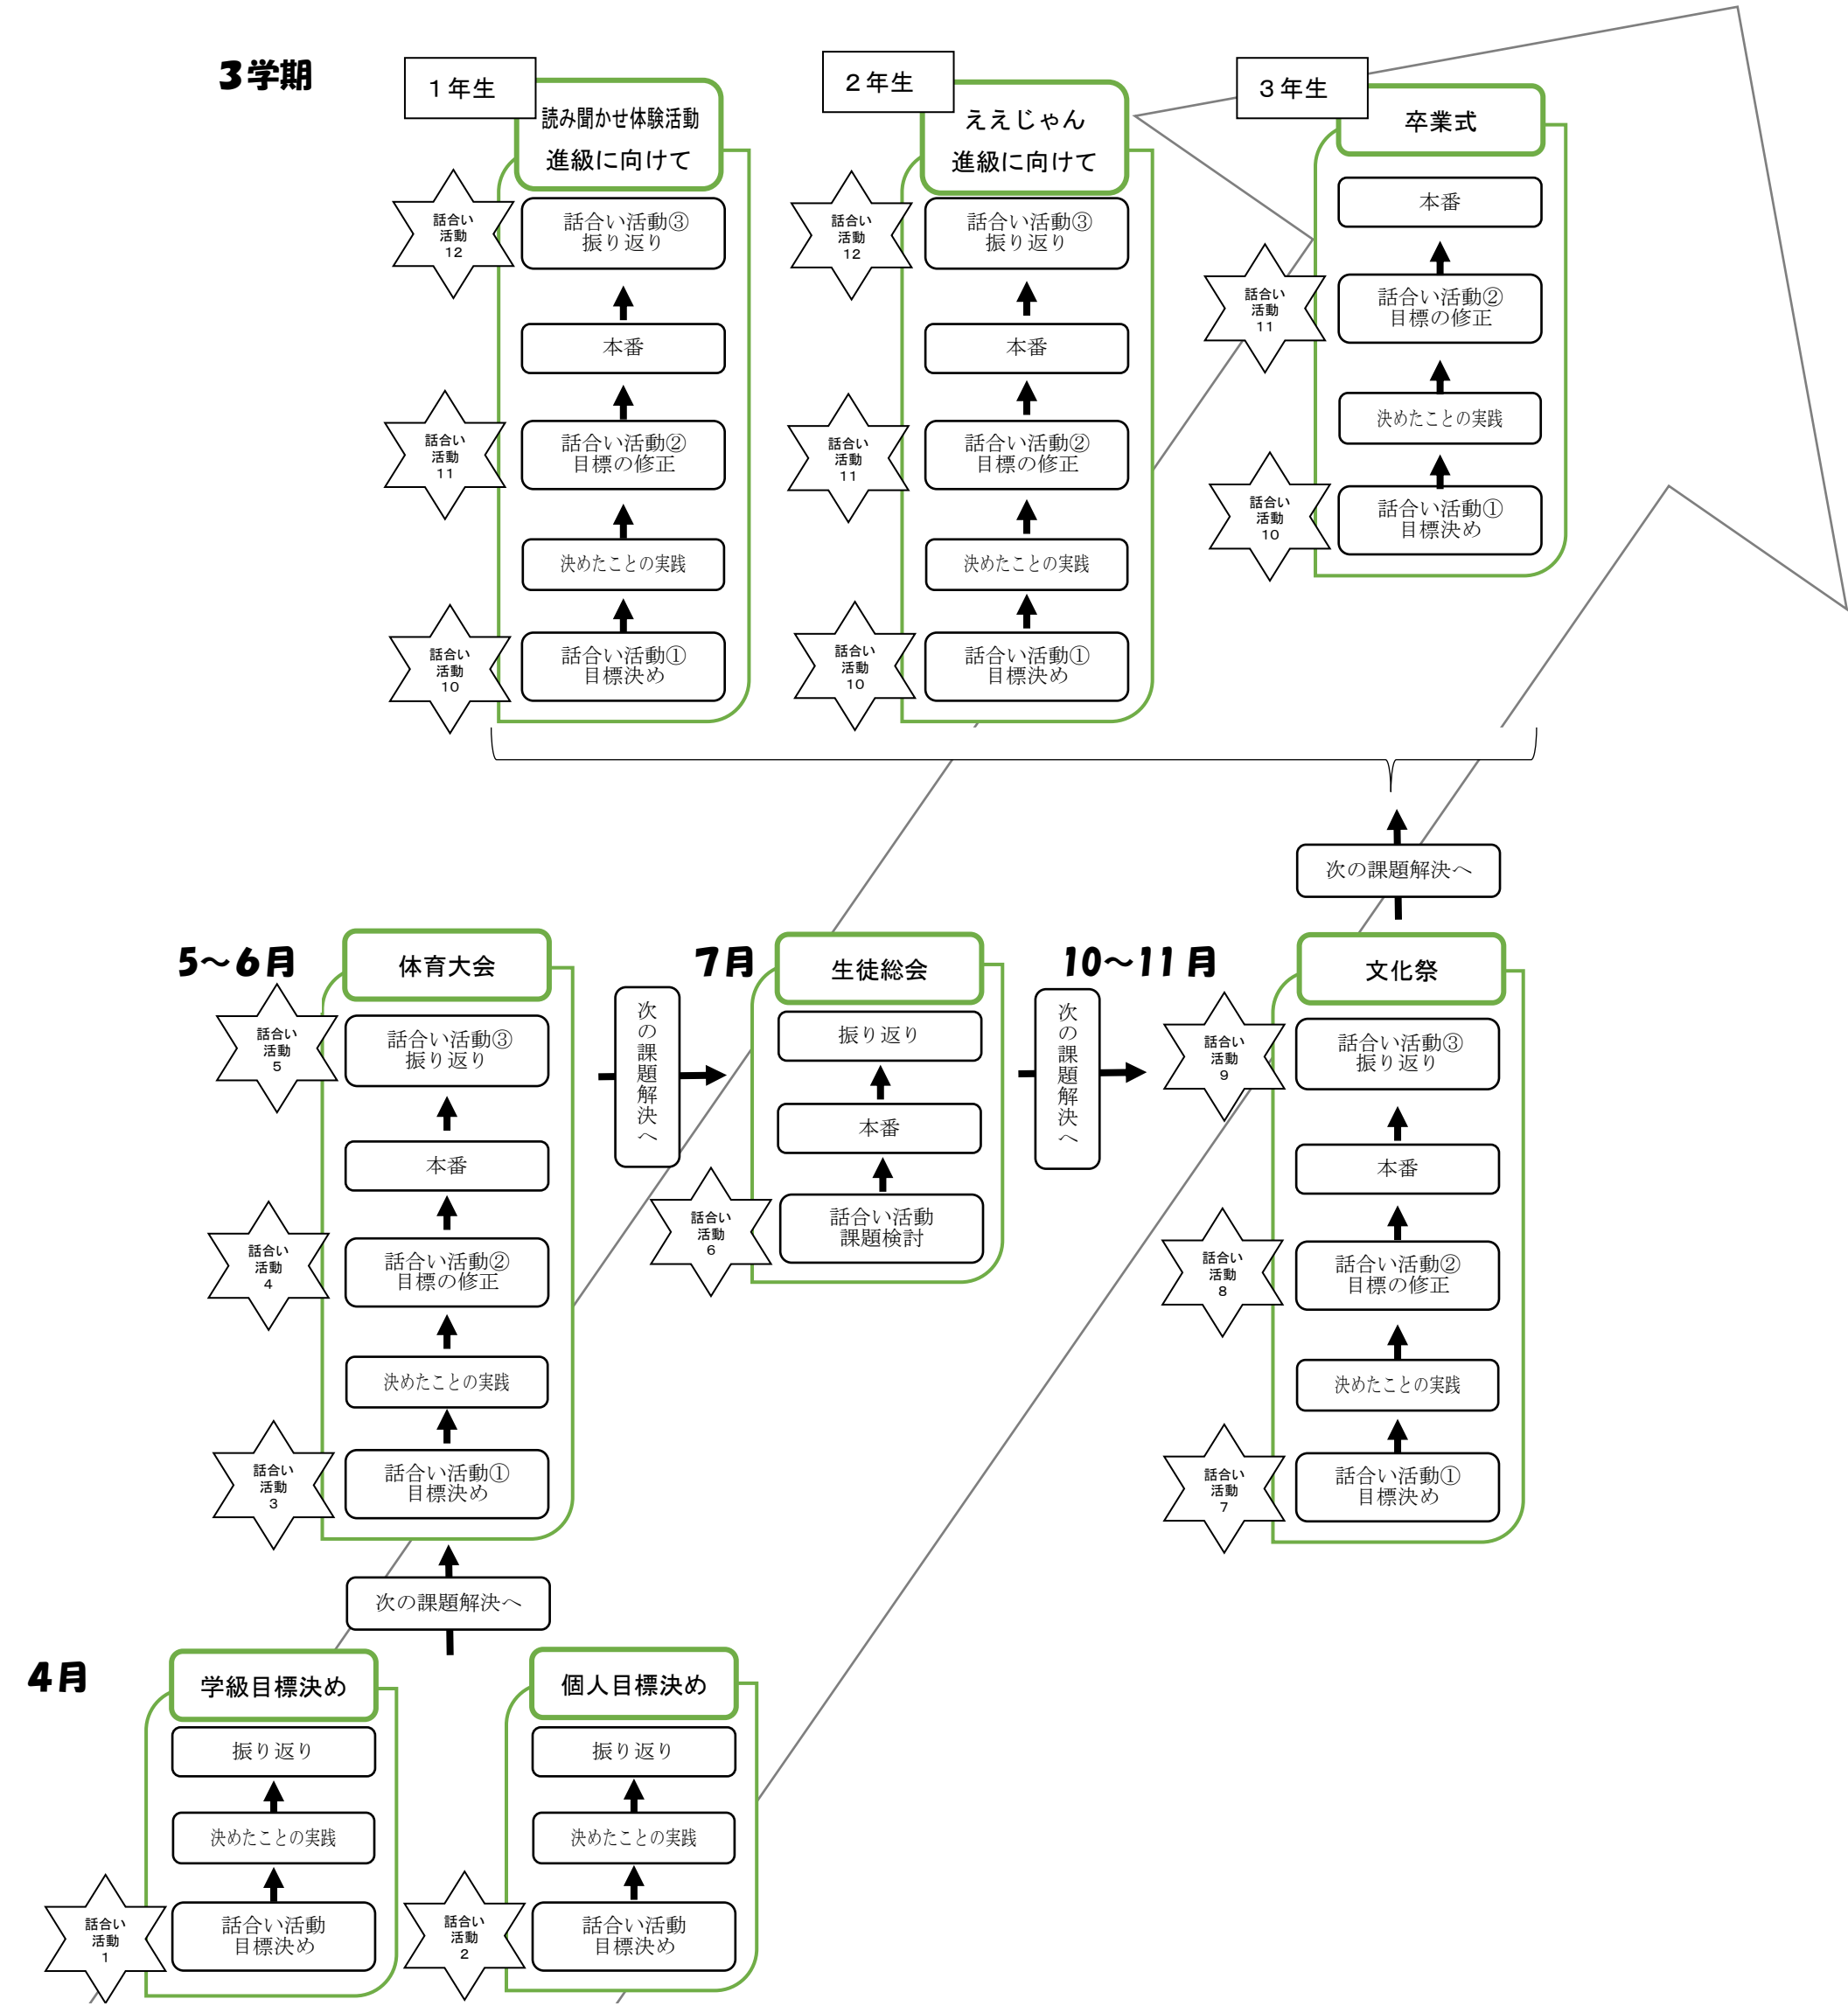 3学期
1年生
読み聞かせ体験活動
進級に向けて
話合い活動③
振り返り
話合い
活動
12
本番
話合い活動②
目標の修正
話合い
活動
11
決めたことの実践
話合い活動①
目標決め
話合い
活動
10
2年生
ええじゃん
進級に向けて
話合い活動③
振り返り
話合い
活動
12
本番
話合い活動②
目標の修正
話合い
活動
11
決めたことの実践
話合い活動①
目標決め
話合い
活動
10
3年生
卒業式
本番
話合い活動②
目標の修正
話合い
活動
11
決めたことの実践
話合い活動①
目標決め
話合い
活動
10
次の課題解決へ
5〜6月
体育大会
話合い活動③
振り返り
話合い
活動
5
本番
話合い活動②
目標の修正
話合い
活動
4
決めたことの実践
話合い活動①
目標決め
話合い
活動
3
次の課題解決へ
7月
生徒総会
振り返り
本番
話合い活動
課題検討
話合い
活動
6
次の課題解決へ
10〜11月
文化祭
話合い活動③
振り返り
話合い
活動
9
本番
話合い活動②
目標の修正
話合い
活動
8
決めたことの実践
話合い活動①
目標決め
話合い
活動
7
次の課題解決へ
4月
学級目標決め
振り返り
決めたことの実践
話合い活動
目標決め
話合い
活動
1
個人目標決め
振り返り
決めたことの実践
話合い活動
目標決め
話合い
活動
2